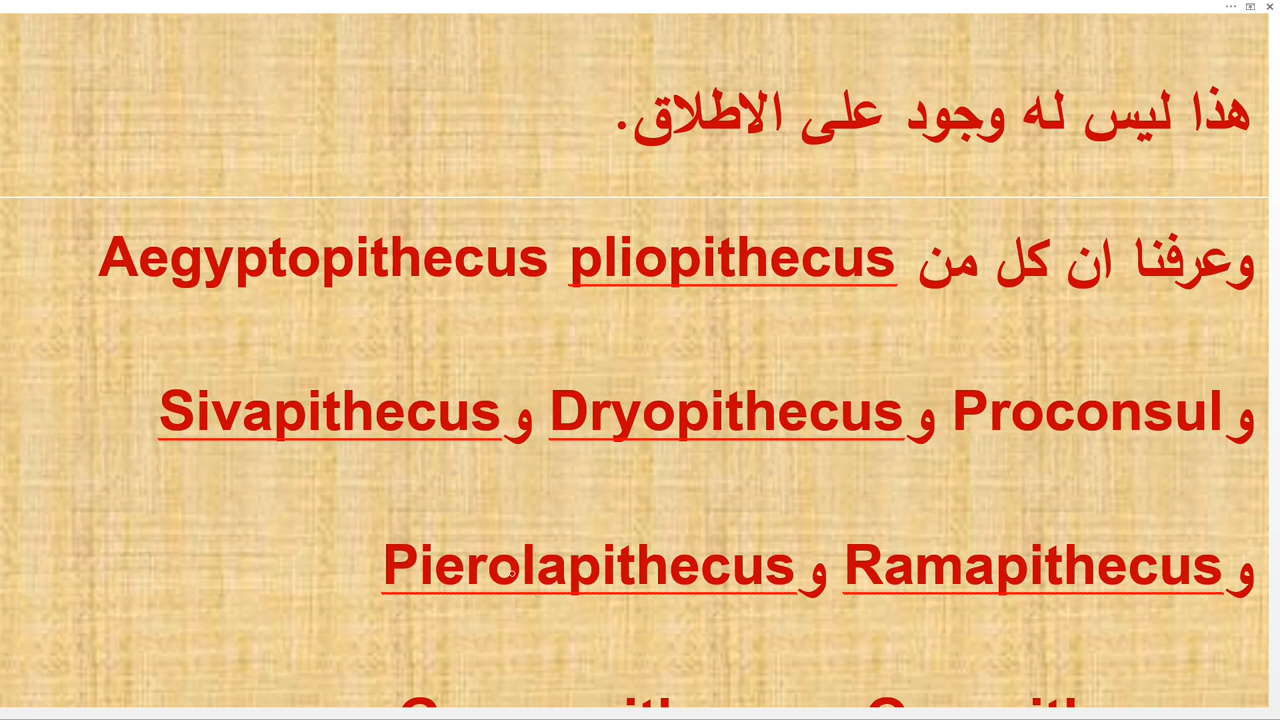 هذا ليس له وجود على الاطلاق.
وعرفنا ان كل من Aegyptopithecus pliopithecus
و Proconsul و Dryopithecus و Sivapithecus
و Ramapithecus و Pierolapithecus